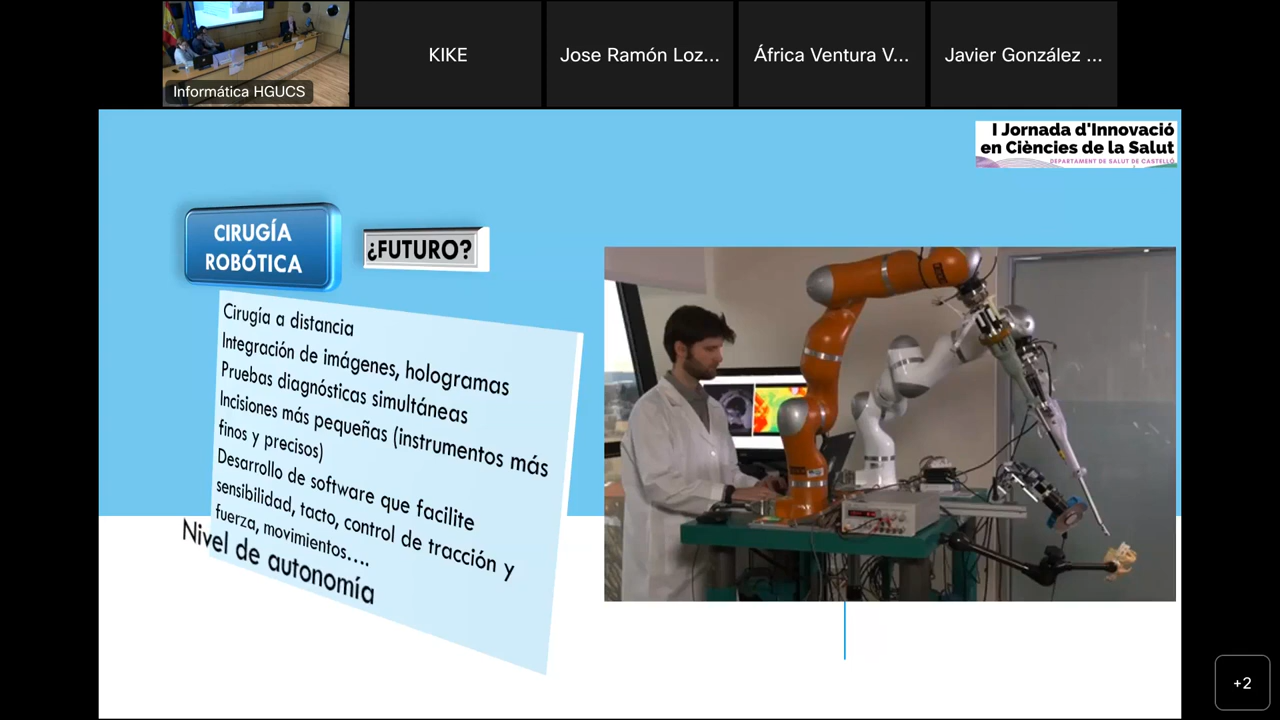 Informática HGUCS
KIKE
Jose Ramón Loz...
África Ventura V...
Javier González ...
I Jornada d'Innovació
en Ciències de la Salut
DEPARTAMENT DE SALUT DE CASTELLÓ
CIRUGÍA
ROBÓTICA
¿FUTURO?
Cirugía a distancia
Integración de imágenes, hologramas
Pruebas diagnósticas simultáneas
Incisiones más pequeñas (instrumentos más
finos y precisos)
Desarrollo de software que facilite
sensibilidad, tacto, control de tracción y
fuerza, movimientos....
Nivel de autonomía
+2